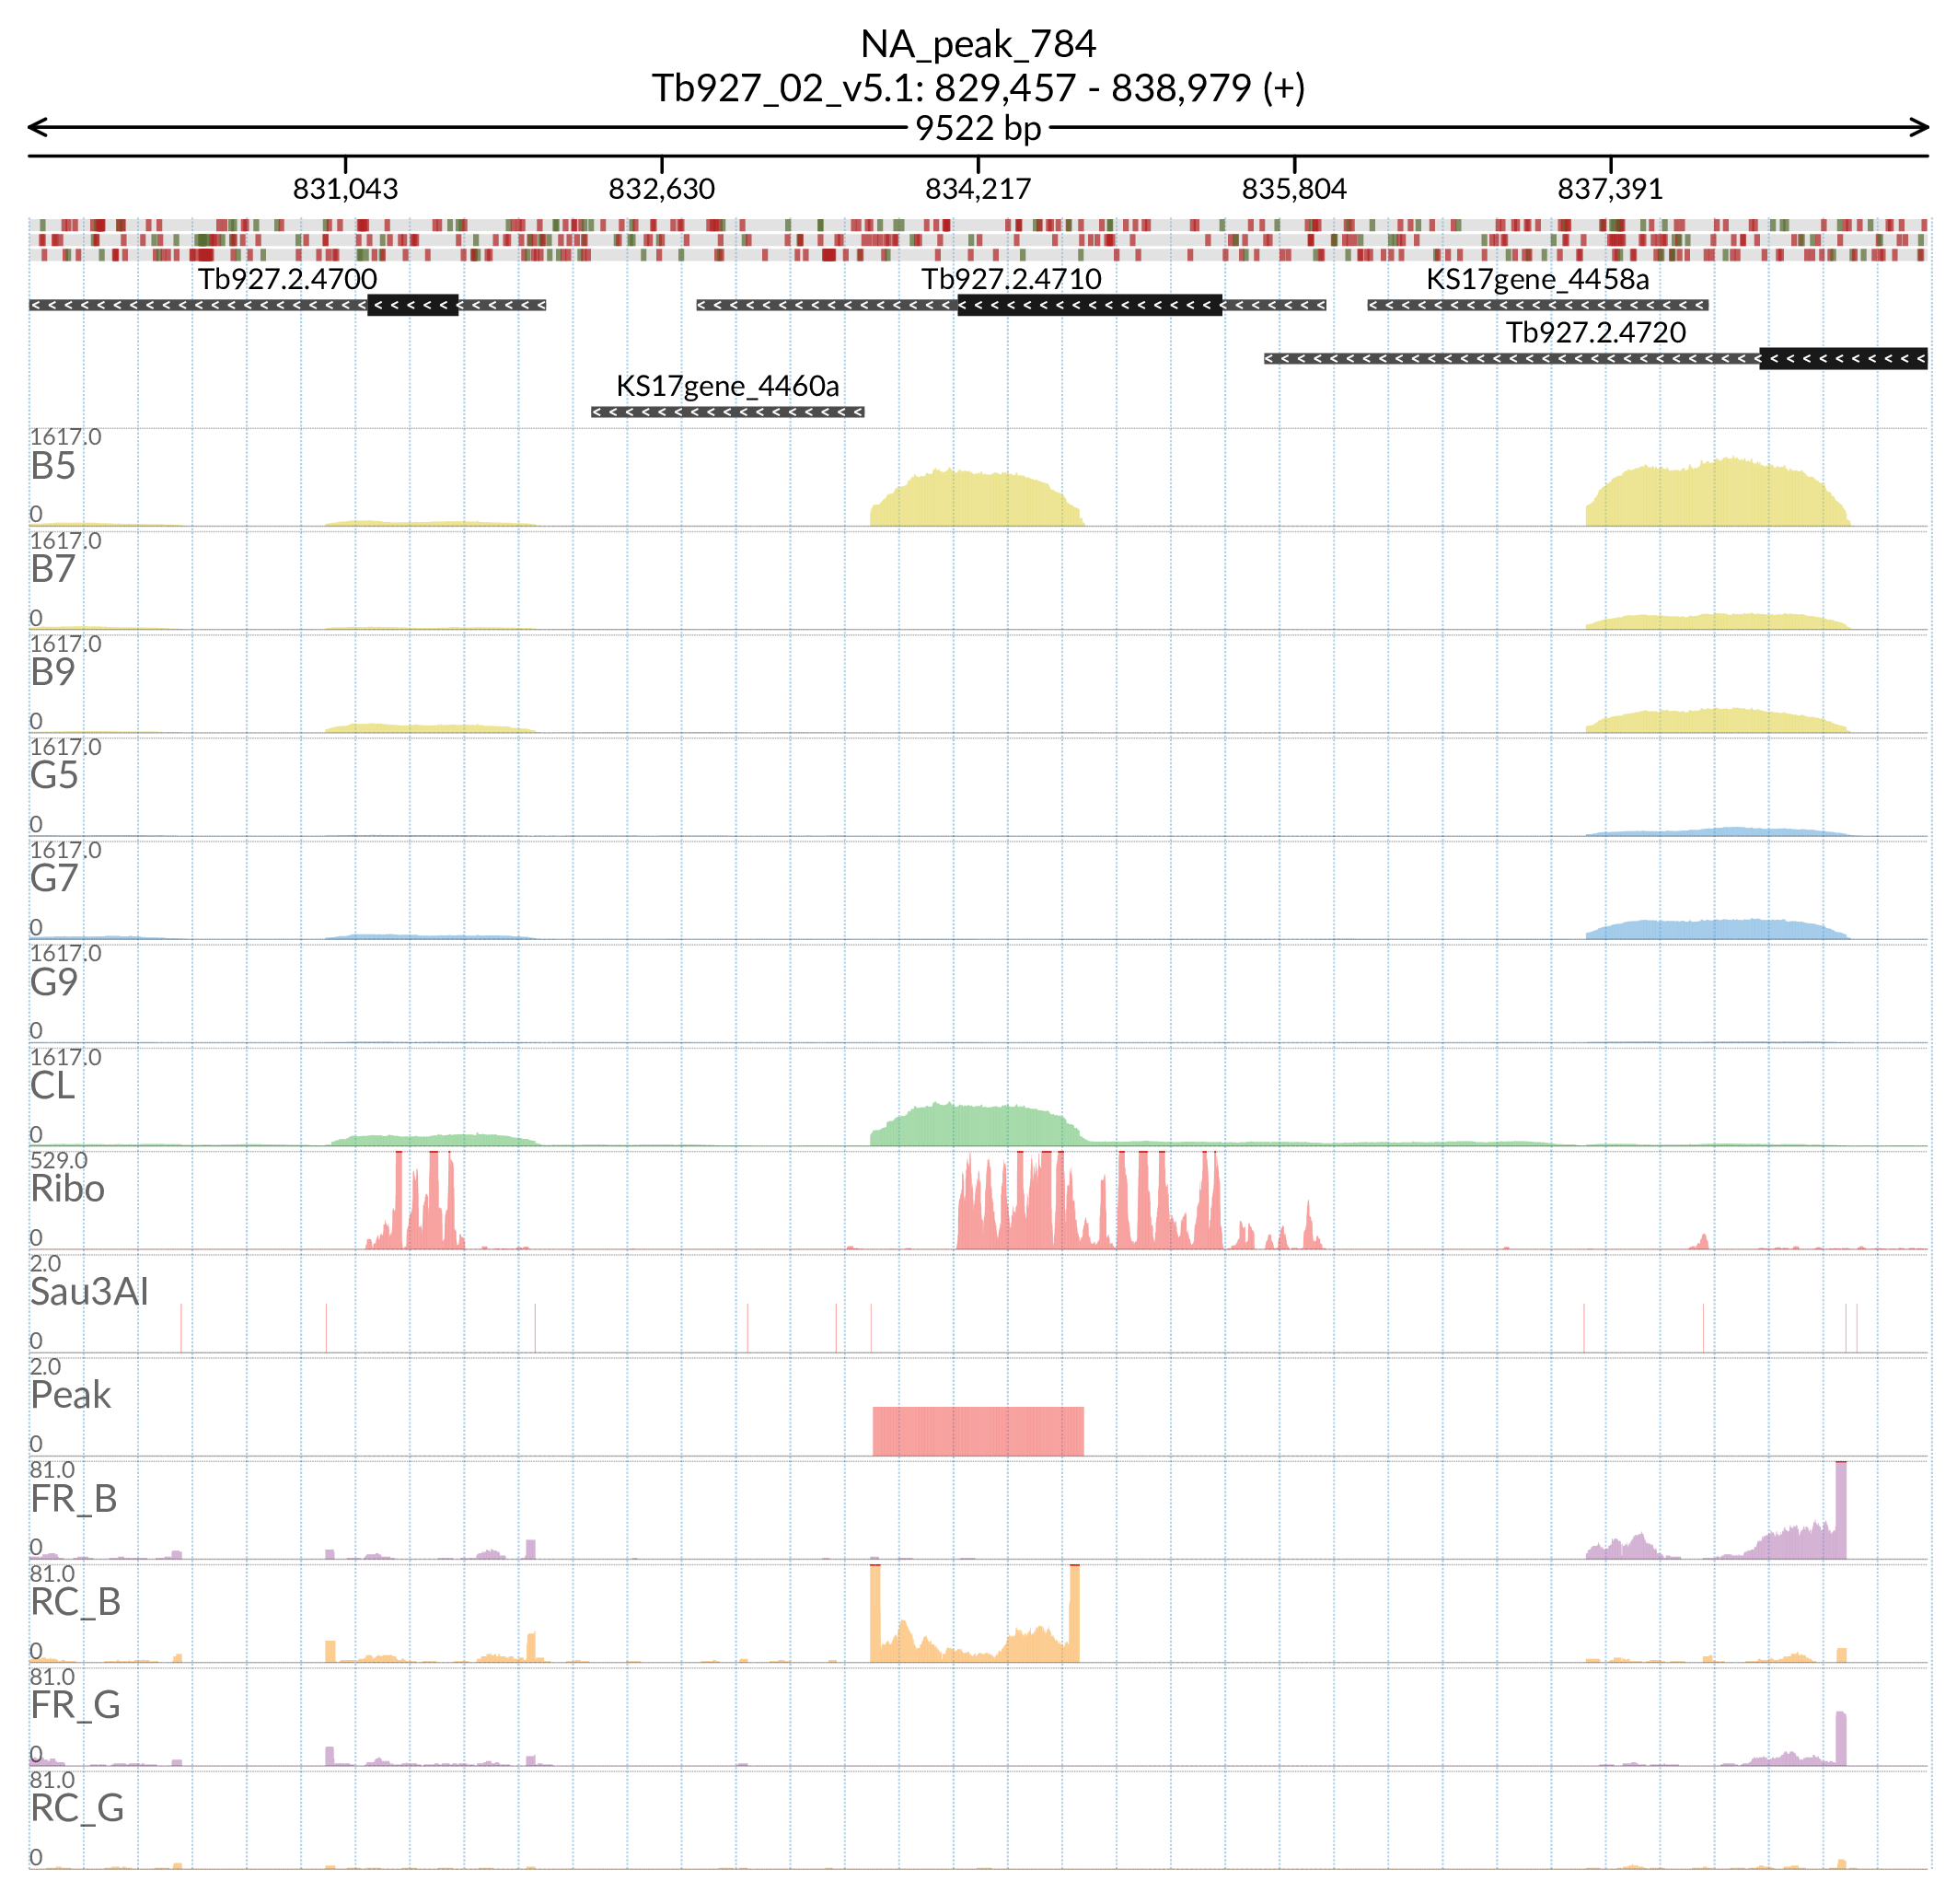 NA_peak_784
Tb927_02_v5.1: 829,457 - 838,979 (+)
9522 bp
831,043 832,630 834,217 835,804 837,391
Tb927.2.4700 Tb927.2.4710 KS17gene_4458a
Tb927.2.4720
KS17gene_4460a
1617.0
B5
0
1617.0
B7
0
1617.0
B9
0
1617.0
G5
0
1617.0
G7
0
1617.0
G9
0
1617.0
CL
0
529.0
Ribo
0
2.0
Sau3AI
0
2.0
Peak
0
81.0
FR_B
0
81.0
RC_B
0
81.0
FR_G
0
81.0
RC_G
0